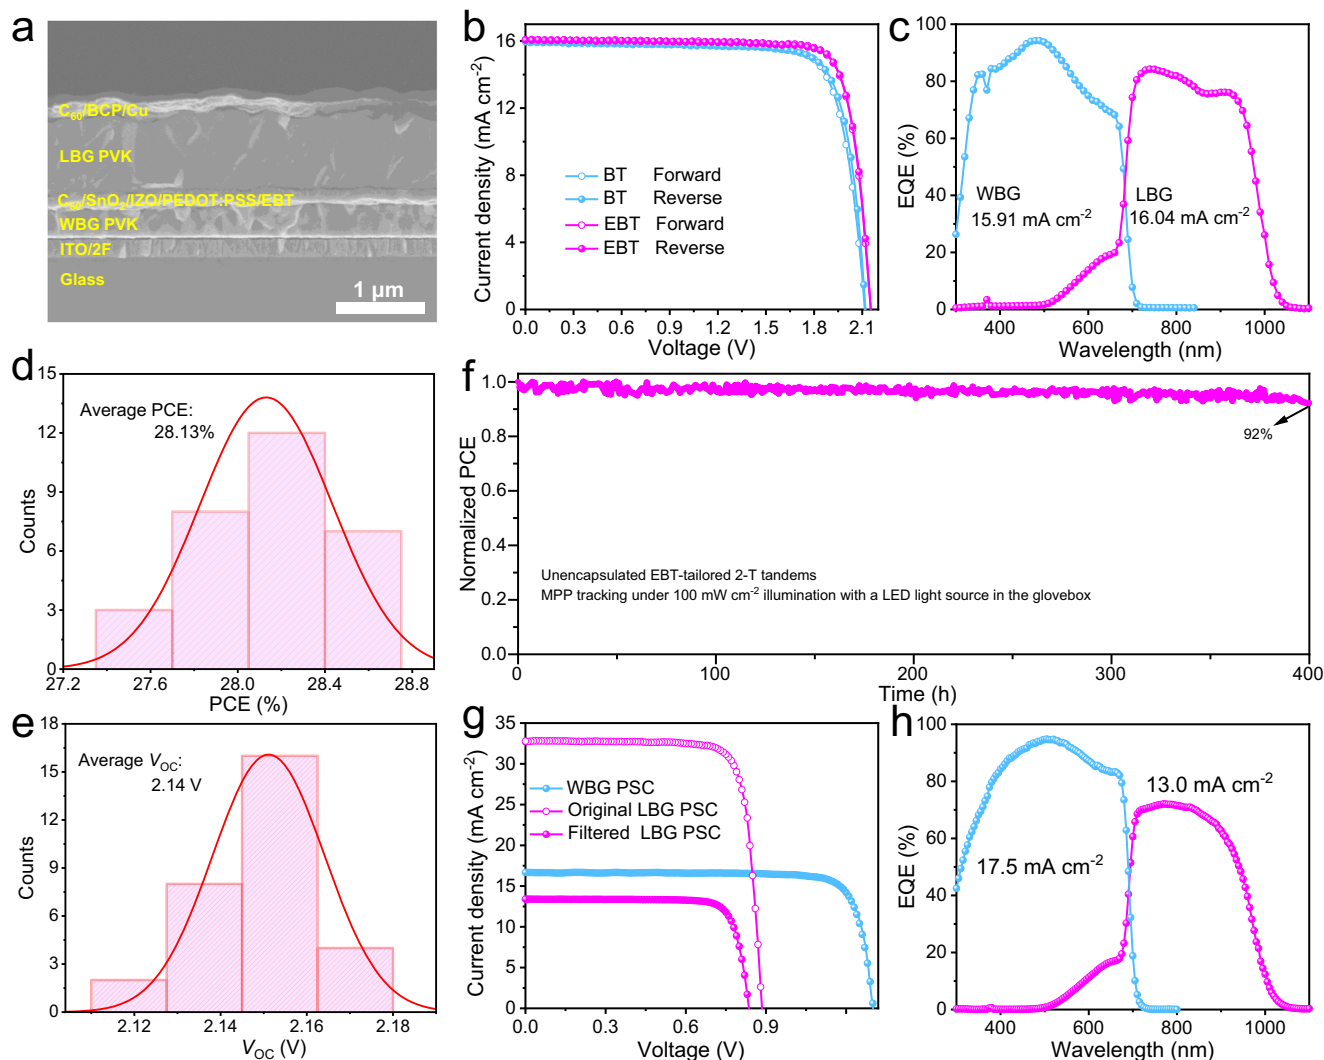 a
C₆₀/BCP/Cu
LBG PVK
C₆₀/SnO₂/IZO/PEDOT:PSS/EBT
WBG PVK
ITO/2F
Glass
1 µm
b
Current density (mA cm⁻²)
16
12
8
4
0
BT Forward
BT Reverse
EBT Forward
EBT Reverse
0.0 0.3 0.6 0.9 1.2 1.5 1.8 2.1
Voltage (V)
c
EQE (%)
100
80
60
40
20
0
WBG
15.91 mA cm⁻²
LBG
16.04 mA cm⁻²
400 600 800 1000
Wavelength (nm)
d
Counts
15
12
9
6
3
0
Average PCE:
28.13%
27.2 27.6 28.0 28.4 28.8
PCE (%)
f
Normalized PCE
1.0
0.8
0.6
0.4
0.2
0.0
92%
Unencapsulated EBT-tailored 2-T tandems
MPP tracking under 100 mW cm⁻² illumination with a LED light source in the glovebox
0 100 200 300 400
Time (h)
e
Counts
18
15
12
9
6
3
0
Average V_OC:
2.14 V
2.12 2.14 2.16 2.18
V_OC (V)
g
Current density (mA cm⁻²)
35
30
25
20
15
10
5
0
WBG PSC
Original LBG PSC
Filtered LBG PSC
0.0 0.3 0.6 0.9
Voltage (V)
h
EQE (%)
100
80
60
40
20
0
17.5 mA cm⁻²
13.0 mA cm⁻²
400 600 800 1000
Wavelength (nm)